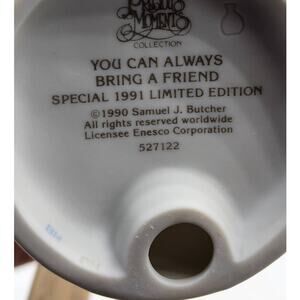 PRECIOUS
MOMENTS
COLLECTION
YOU CAN ALWAYS
BRING A FRIEND
SPECIAL 1991 LIMITED EDITION
©1990 Samuel J. Butcher
All rights reserved worldwide
Licensee Enesco Corporation
527122